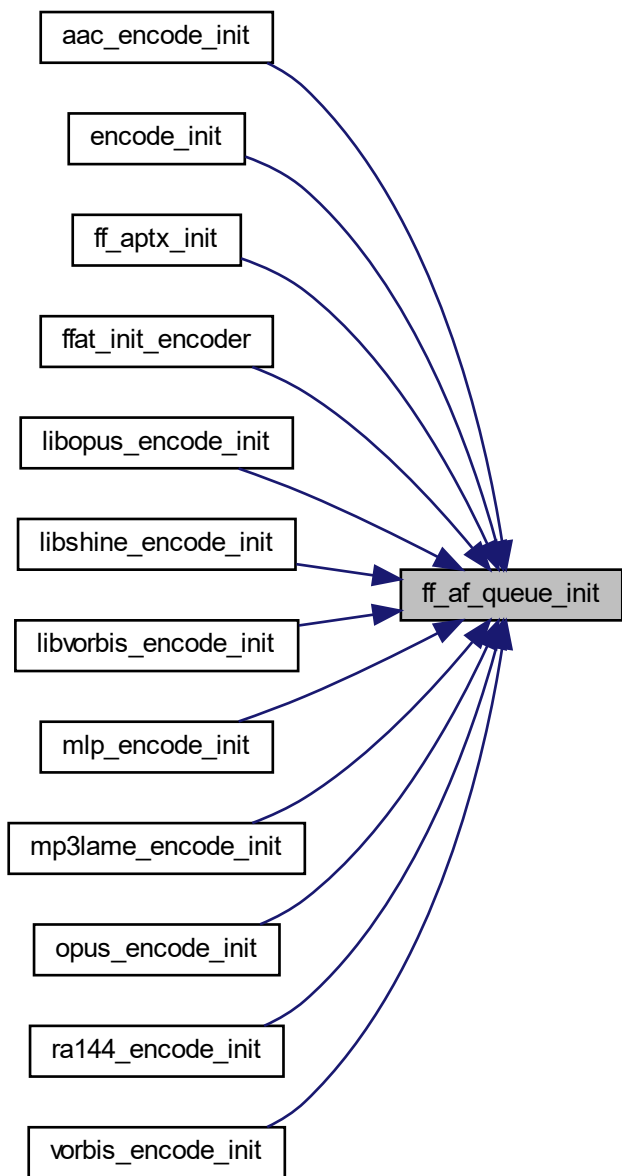 aac_encode_init
encode_init
ff_aptx_init
ffat_init_encoder
libopus_encode_init
libshine_encode_init
ff_af_queue_init
libvorbis_encode_init
mlp_encode_init
mp3lame_encode_init
opus_encode_init
ra144_encode_init
vorbis_encode_init